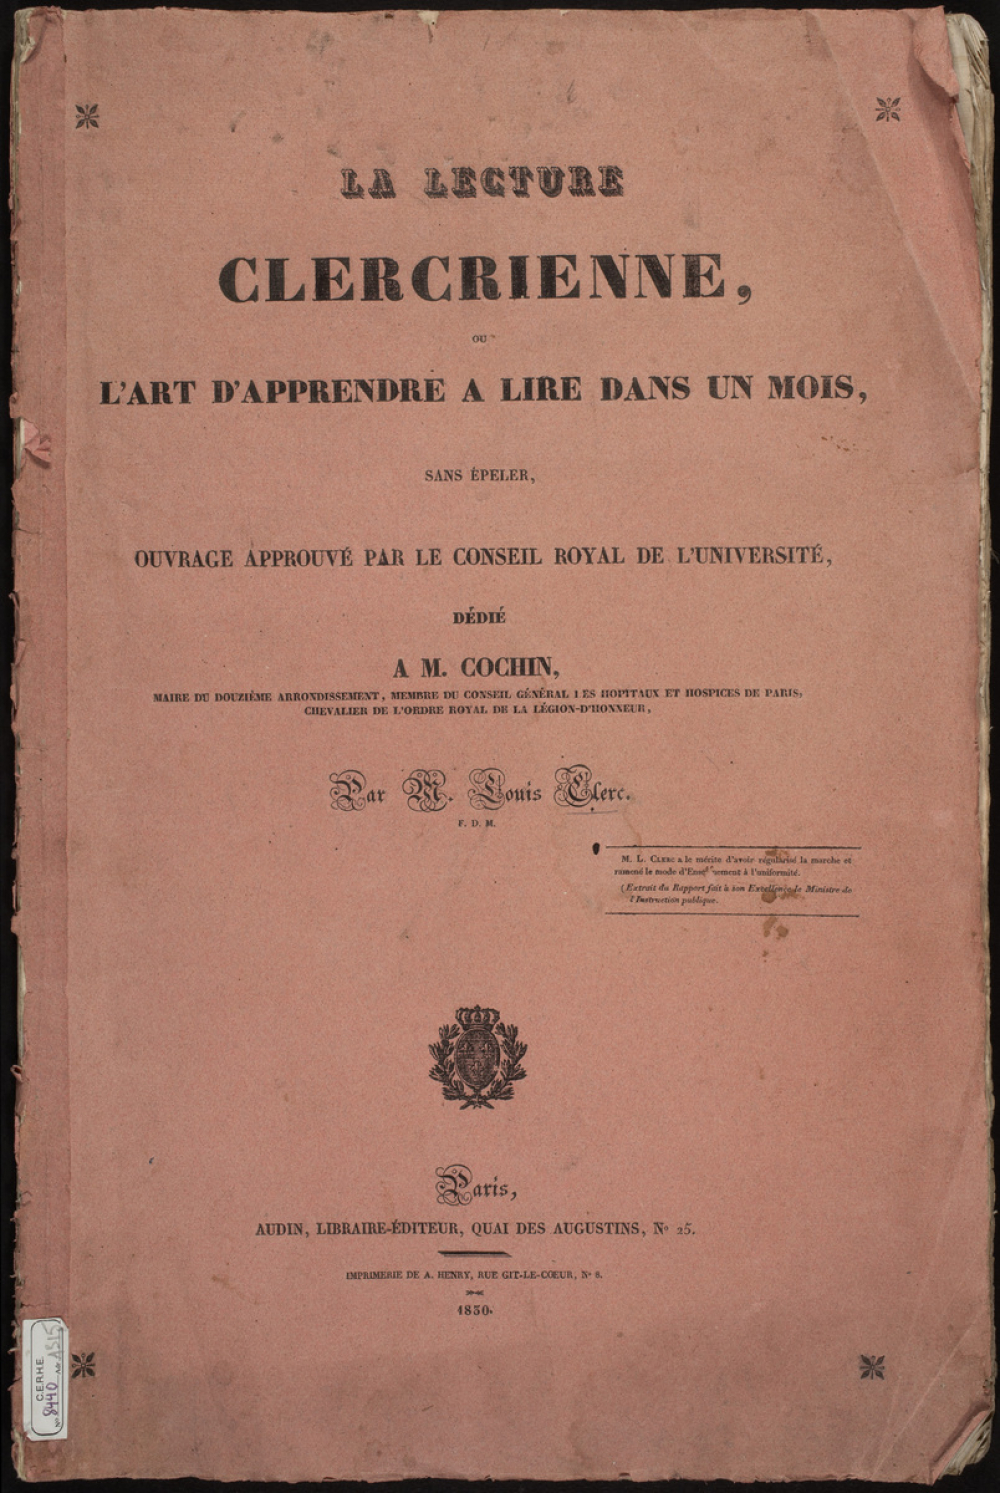 LA LECTURE
CLERCRIENNE,
OU
L'ART D'APPRENDRE A LIRE DANS UN MOIS,
SANS ÉPELER,
OUVRAGE APPROUVÉ PAR LE CONSEIL ROYAL DE L'UNIVERSITÉ,
DÉDIÉ
A M. COCHIN,
MAIRE DU DOUZIÈME ARRONDISSEMENT, MEMBRE DU CONSEIL GÉNÉRAL DES HOPITAUX ET HOSPICES DE PARIS,
CHEVALIER DE L'ORDRE ROYAL DE LA LÉGION-D'HONNEUR,
Par M. Louis Clerc.
F. D. M.
M. L. CLERC a le mérite d'avoir régularisé la marche et
ramené le mode d'Enseignement à l'uniformité.
(Extrait du Rapport fait à son Excellence le Ministre de
l'Instruction publique.
Paris,
AUDIN, LIBRAIRE-ÉDITEUR, QUAI DES AUGUSTINS, No 25.
IMPRIMERIE DE A. HENRY, RUE GIT-LE-COEUR, No 8.
1830.
C.E.R.H.E.
No 8440 1515